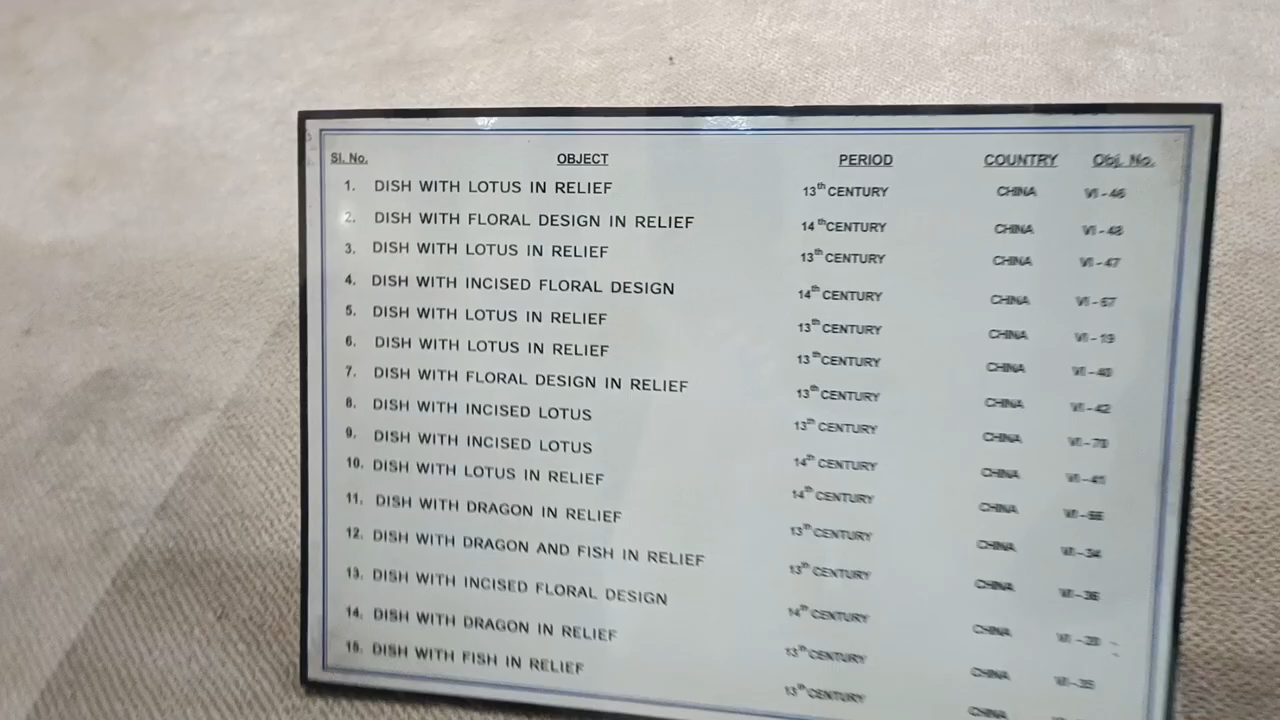 Sl. No. OBJECT PERIOD COUNTRY Obj. No.
1. DISH WITH LOTUS IN RELIEF 13th CENTURY CHINA VI - 46
2. DISH WITH FLORAL DESIGN IN RELIEF 14th CENTURY CHINA VI - 48
3. DISH WITH LOTUS IN RELIEF 13th CENTURY CHINA VI - 47
4. DISH WITH INCISED FLORAL DESIGN 14th CENTURY CHINA VI - 67
5. DISH WITH LOTUS IN RELIEF 13th CENTURY CHINA VI - 19
6. DISH WITH LOTUS IN RELIEF 13th CENTURY CHINA
7. DISH WITH FLORAL DESIGN IN RELIEF 13th CENTURY CHINA VI - 42
8. DISH WITH INCISED LOTUS 13th CENTURY CHINA
9. DISH WITH INCISED LOTUS 14th CENTURY CHINA
10. DISH WITH LOTUS IN RELIEF 14th CENTURY CHINA
11. DISH WITH DRAGON IN RELIEF 13th CENTURY CHINA VI - 34
12. DISH WITH DRAGON AND FISH IN RELIEF 13th CENTURY CHINA
13. DISH WITH INCISED FLORAL DESIGN 14th CENTURY CHINA
14. DISH WITH DRAGON IN RELIEF 13th CENTURY CHINA VI - 35
15. DISH WITH FISH IN RELIEF 13th CENTURY CHINA